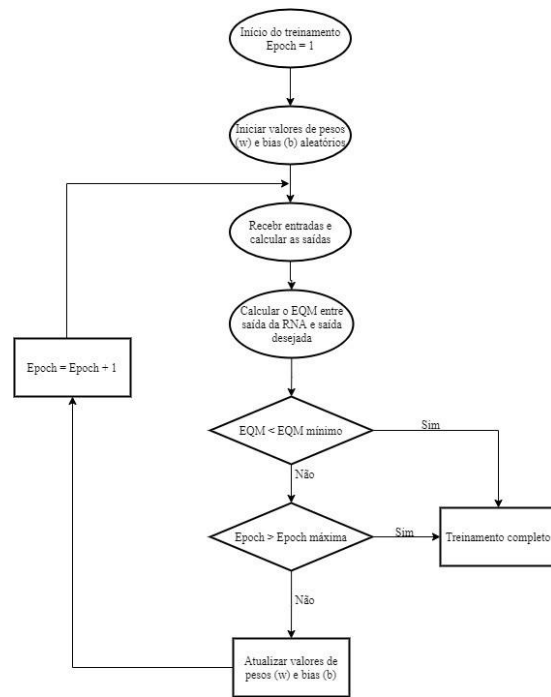 Início do treinamento
Epoch = 1
Iniciar valores de pesos
(w) e bias (b) aleatórios
Recebr entradas e
calcular as saídas
Calcular o EQM entre
saída da RNA e saída
desejada
Epoch = Epoch + 1
EQM < EQM mínimo
Sim
Não
Epoch > Epoch máxima
Sim
Treinamento completo
Não
Atualizar valores de
pesos (w) e bias (b)